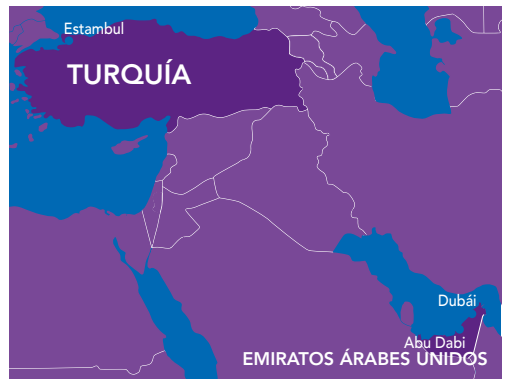 Estambul
TURQUÍA
Dubái
Abu Dabi
EMIRATOS ÁRABES UNIDOS